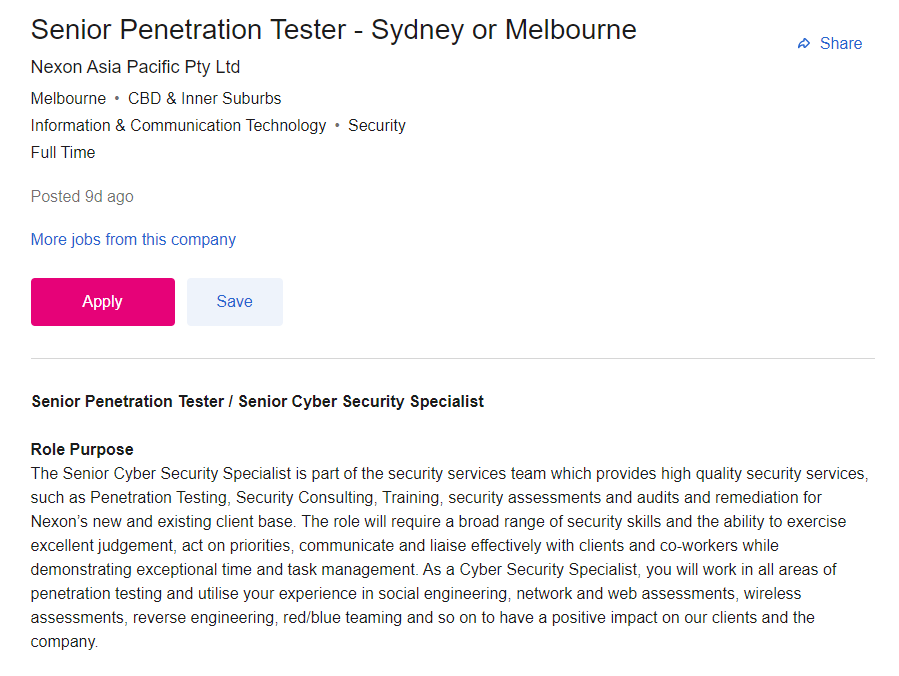 Senior Penetration Tester - Sydney or Melbourne
Share
Nexon Asia Pacific Pty Ltd
Melbourne • CBD & Inner Suburbs
Information & Communication Technology • Security
Full Time
Posted 9d ago
More jobs from this company
Apply
Save
Senior Penetration Tester / Senior Cyber Security Specialist
Role Purpose
The Senior Cyber Security Specialist is part of the security services team which provides high quality security services,
such as Penetration Testing, Security Consulting, Training, security assessments and audits and remediation for
Nexon’s new and existing client base. The role will require a broad range of security skills and the ability to exercise
excellent judgement, act on priorities, communicate and liaise effectively with clients and co-workers while
demonstrating exceptional time and task management. As a Cyber Security Specialist, you will work in all areas of
penetration testing and utilise your experience in social engineering, network and web assessments, wireless
assessments, reverse engineering, red/blue teaming and so on to have a positive impact on our clients and the
company.